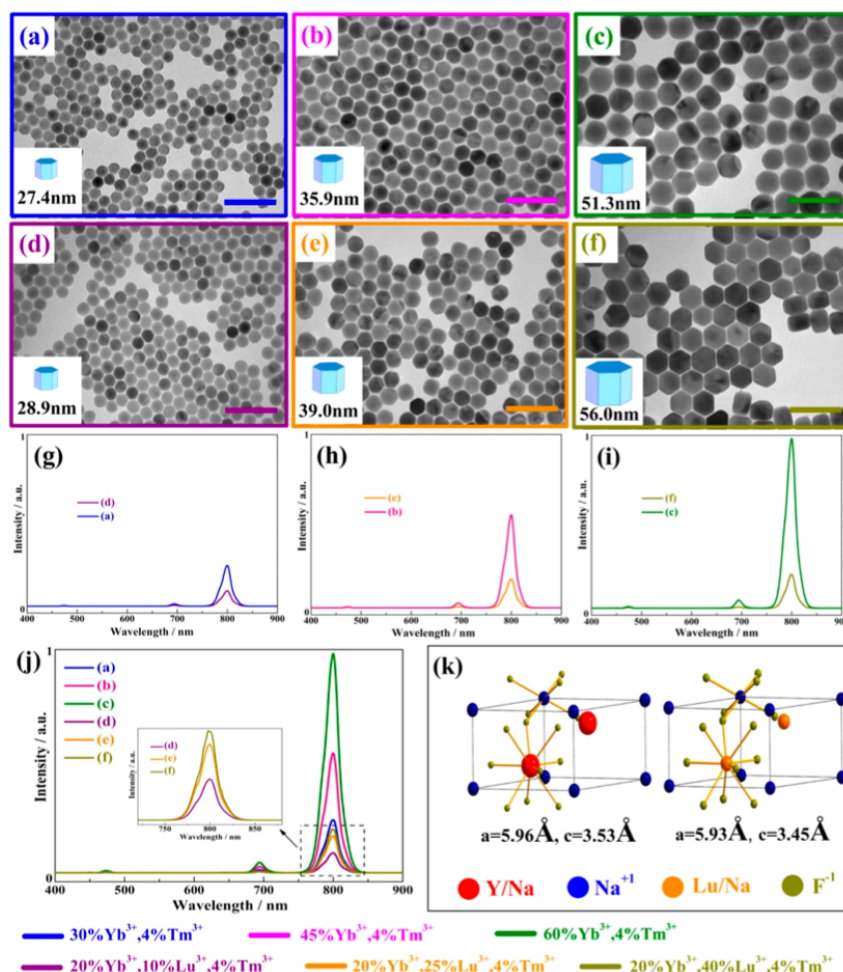 (a)
27.4nm
(b)
35.9nm
(c)
51.3nm
(d)
28.9nm
(e)
39.0nm
(f)
56.0nm
(g)
1
Intensity / a.u.
0
(d)
(a)
400 500 600 700 800 900
Wavelength / nm
(h)
1
Intensity / a.u.
0
(e)
(b)
400 500 600 700 800 900
Wavelength / nm
(i)
1
Intensity / a.u.
0
(f)
(c)
400 500 600 700 800 900
Wavelength / nm
(j)
1
Intensity / a.u.
0
(a)
(b)
(c)
(d)
(e)
(f)
Intensity / a.u.
(d)
(e)
(f)
750 800 850
Wavelength / nm
400 500 600 700 800 900
Wavelength / nm
(k)
a=5.96Å, c=3.53Å
a=5.93Å, c=3.45Å
Y/Na
Na⁺¹
Lu/Na
F⁻¹
30%Yb³⁺,4%Tm³⁺
45%Yb³⁺,4%Tm³⁺
60%Yb³⁺,4%Tm³⁺
20%Yb³⁺,10%Lu³⁺,4%Tm³⁺
20%Yb³⁺,25%Lu³⁺,4%Tm³⁺
20%Yb³⁺,40%Lu³⁺,4%Tm³⁺